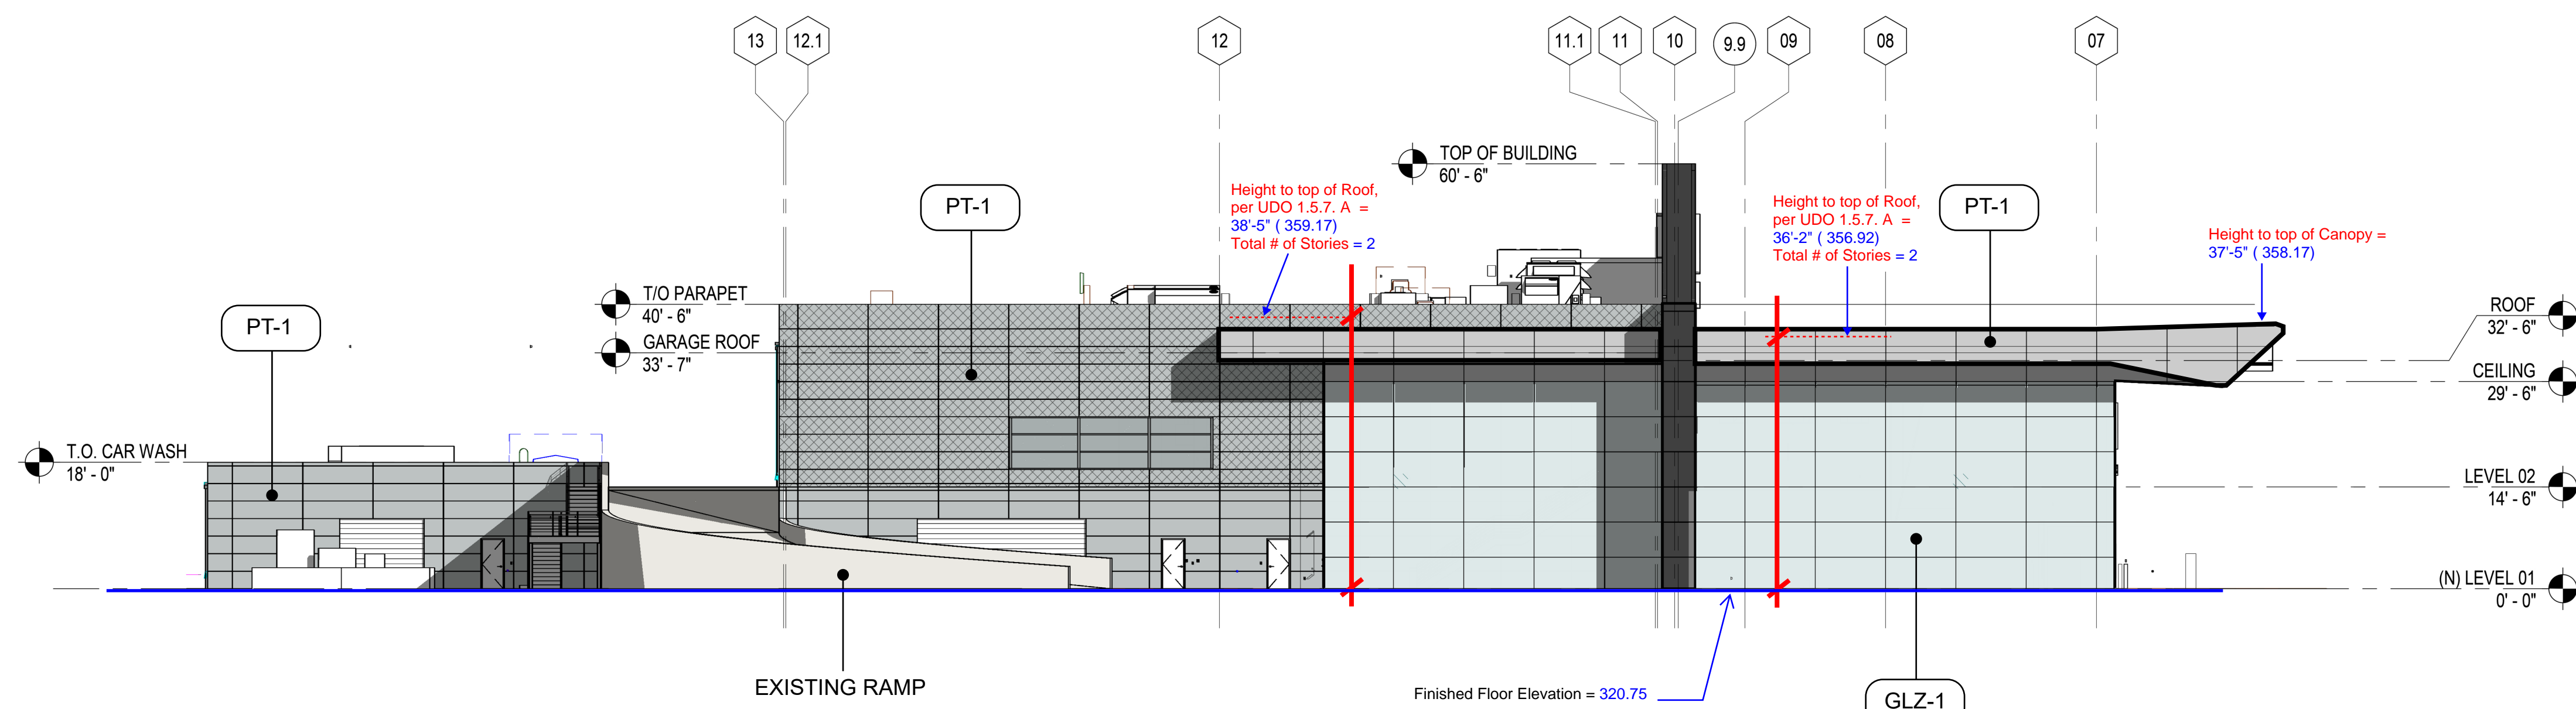 13
12.1
12
11.1
11
10
9.9
09
08
07
TOP OF BUILDING
60' - 6"
Height to top of Roof,
per UDO 1.5.7. A =
38'-5" ( 359.17)
Total # of Stories = 2
Height to top of Roof,
per UDO 1.5.7. A =
36'-2" ( 356.92)
Total # of Stories = 2
PT-1
PT-1
Height to top of Canopy =
37'-5" ( 358.17)
T/O PARAPET
40' - 6"
GARAGE ROOF
33' - 7"
PT-1
ROOF
32' - 6"
CEILING
29' - 6"
T.O. CAR WASH
18' - 0"
LEVEL 02
14' - 6"
(N) LEVEL 01
0' - 0"
EXISTING RAMP
Finished Floor Elevation = 320.75
GLZ-1